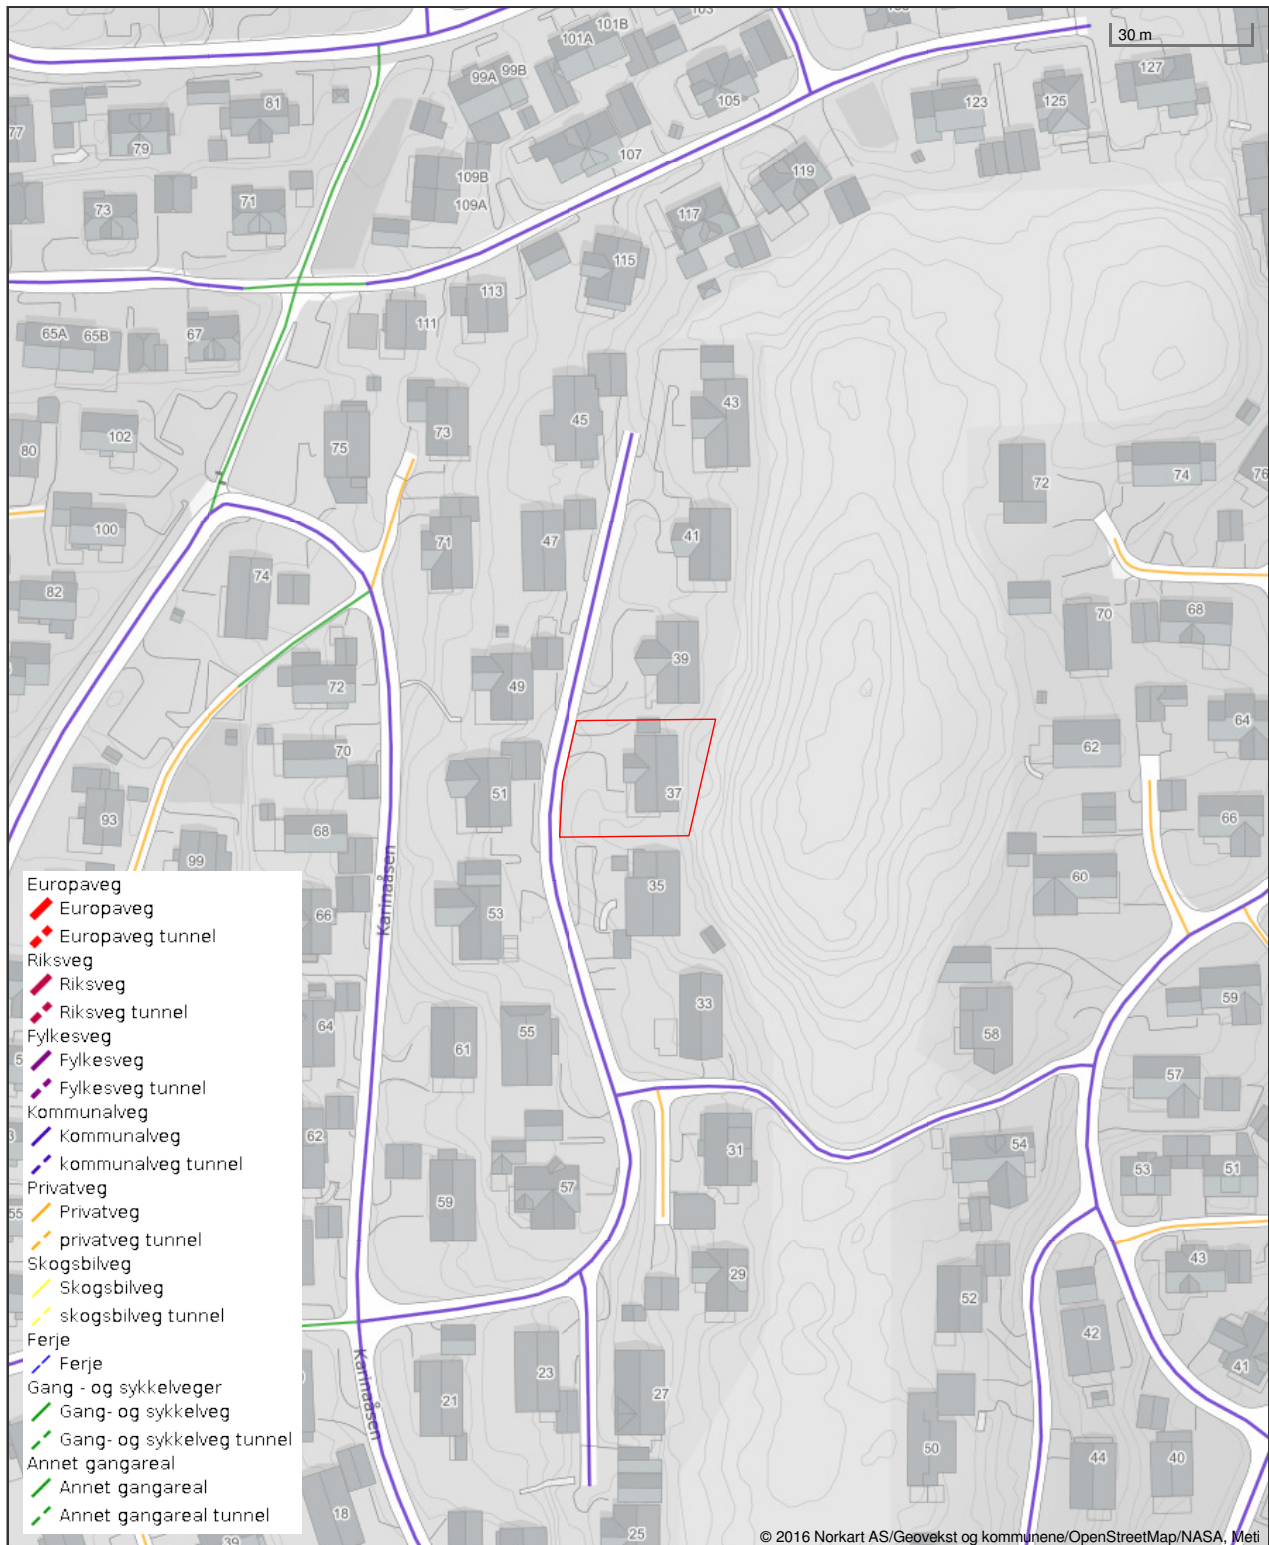 101B
103
101A
30 m
99B
99A
127
105
123
125
81
77
79
107
119
109B
109A
73
71
117
115
113
111
65A
65B
67
43
45
73
75
102
80
72
74
76
100
47
41
71
74
82
70
68
39
49
72
64
62
70
51
37
93
68
66
99
60
35
66
53
Karinaåsen
59
33
64
58
55
61
57
62
31
54
53
51
57
59
43
29
52
42
41
Karinaåsen
23
21
27
50
44
40
18
25
39
55
Europaveg
Europaveg
Europaveg tunnel
Riksveg
Riksveg
Riksveg tunnel
Fylkesveg
Fylkesveg
Fylkesveg tunnel
Kommunalveg
Kommunalveg
kommunalveg tunnel
Privatveg
Privatveg
privatveg tunnel
Skogsbilveg
Skogsbilveg
skogsbilveg tunnel
Ferje
Ferje
Gang - og sykkelveger
Gang- og sykkelveg
Gang- og sykkelveg tunnel
Annet gangareal
Annet gangareal
Annet gangareal tunnel
© 2016 Norkart AS/Geovekst og kommunene/OpenStreetMap/NASA, Meti